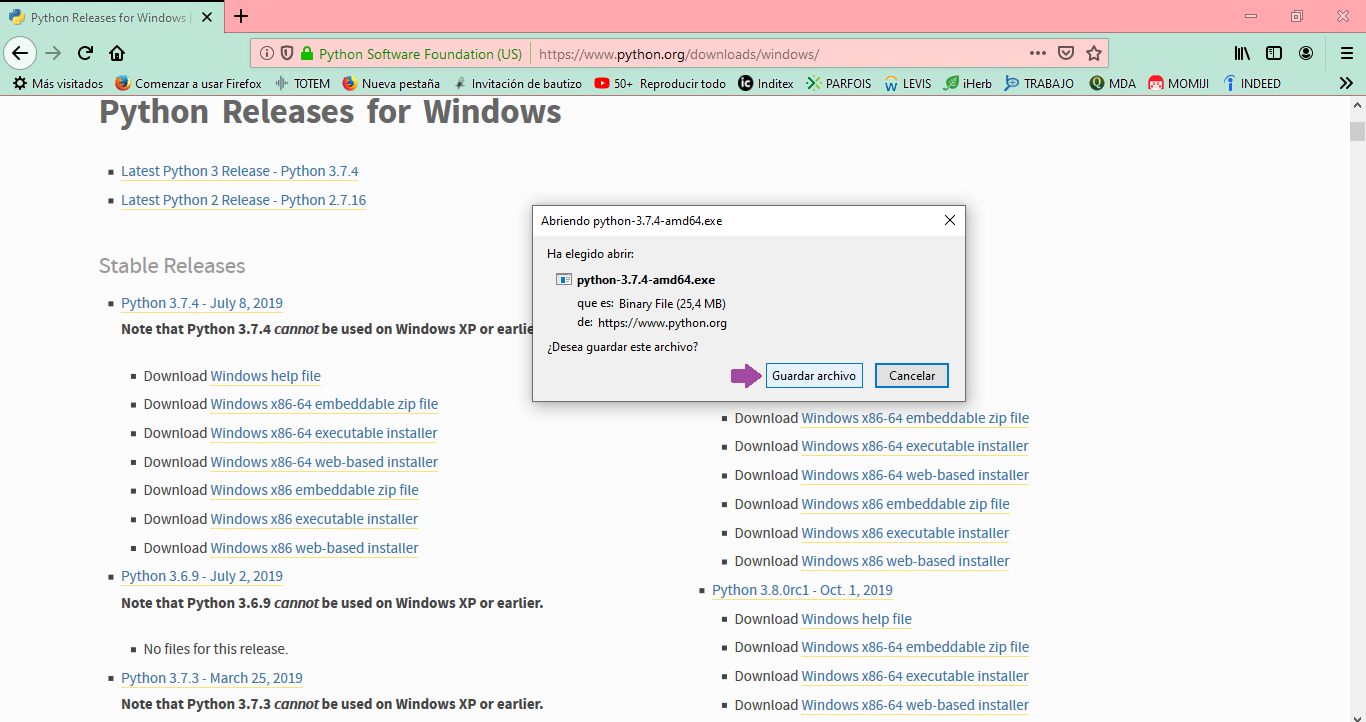 Python Releases for Windows |
Python Software Foundation (US)
https://www.python.org/downloads/windows/
Más visitados
Comenzar a usar Firefox
TOTEM
Nueva pestaña
Invitación de bautizo
50+ Reproducir todo
Inditex
PARFOIS
LEVIS
iHerb
TRABAJO
MDA
MOMIJI
INDEED
Python Releases for Windows
Latest Python 3 Release - Python 3.7.4
Latest Python 2 Release - Python 2.7.16
Stable Releases
Python 3.7.4 - July 8, 2019
Note that Python 3.7.4 cannot be used on Windows XP or earlie
Download Windows help file
Download Windows x86-64 embeddable zip file
Download Windows x86-64 executable installer
Download Windows x86-64 web-based installer
Download Windows x86 embeddable zip file
Download Windows x86 executable installer
Download Windows x86 web-based installer
Python 3.6.9 - July 2, 2019
Note that Python 3.6.9 cannot be used on Windows XP or earlier.
No files for this release.
Python 3.7.3 - March 25, 2019
Note that Python 3.7.3 cannot be used on Windows XP or earlier.
Abriendo python-3.7.4-amd64.exe
Ha elegido abrir:
python-3.7.4-amd64.exe
que es: Binary File (25,4 MB)
de: https://www.python.org
¿Desea guardar este archivo?
Guardar archivo
Cancelar
Download Windows x86-64 embeddable zip file
Download Windows x86-64 executable installer
Download Windows x86-64 web-based installer
Download Windows x86 embeddable zip file
Download Windows x86 executable installer
Download Windows x86 web-based installer
Python 3.8.0rc1 - Oct. 1, 2019
Download Windows help file
Download Windows x86-64 embeddable zip file
Download Windows x86-64 executable installer
Download Windows x86-64 web-based installer